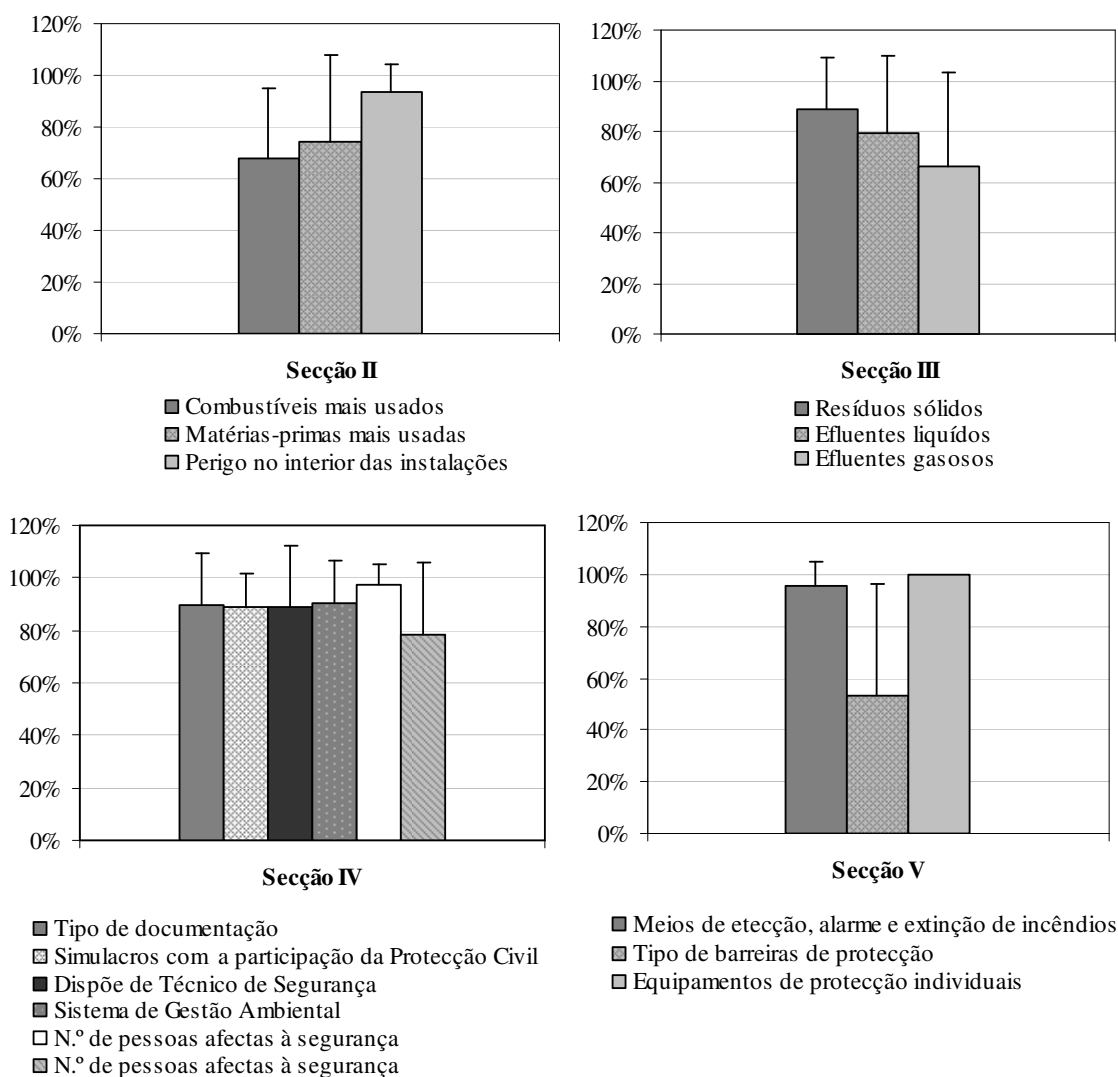 120%
100%
80%
60%
40%
20%
0%
Secção II
Combustíveis mais usados
Matérias-primas mais usadas
Perigo no interior das instalações
120%
100%
80%
60%
40%
20%
0%
Secção III
Resíduos sólidos
Efluentes liquídos
Efluentes gasosos
120%
100%
80%
60%
40%
20%
0%
Secção IV
Tipo de documentação
Simulacros com a participação da Protecção Civil
Dispõe de Técnico de Segurança
Sistema de Gestão Ambiental
N.º de pessoas afectas à segurança
N.º de pessoas afectas à segurança
120%
100%
80%
60%
40%
20%
0%
Secção V
Meios de etecção, alarme e extinção de incêndios
Tipo de barreiras de protecção
Equipamentos de protecção individuais